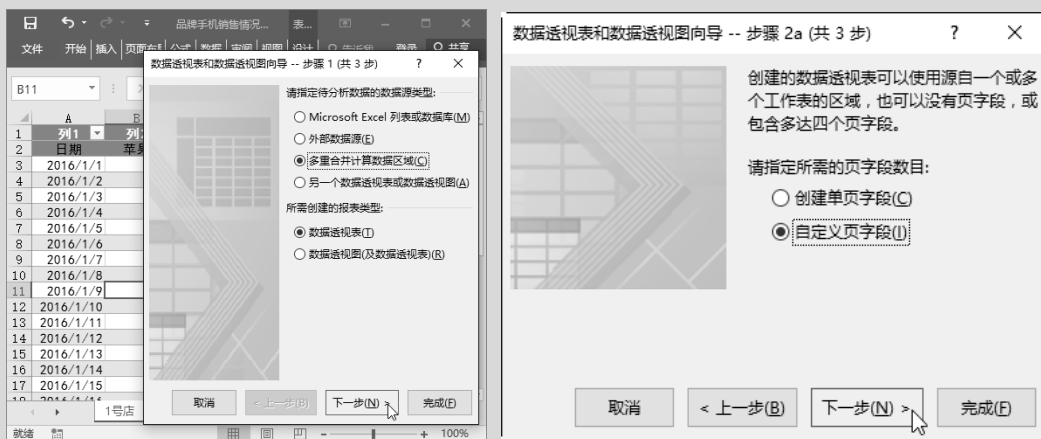 品牌手机销售情况... 表...
文件 开始 插入 公式 数据 审阅 视图 设计 告诉我 登录 共享
数据透视表和数据透视图向导 -- 步骤 1 (共 3 步) ? ×
B11
请指定待分析数据的数据源类型:
Microsoft Excel 列表或数据库(M)
外部数据源(E)
多重合并计算数据区域(C)
另一个数据透视表或数据透视图(A)
所需创建的报表类型:
数据透视表(T)
数据透视图(及数据透视表)(R)
取消 < 上一步(B) 下一步(N) > 完成(F)
A B
1 列1
2 日期
3 2016/1/1
4 2016/1/2
5 2016/1/3
6 2016/1/4
7 2016/1/5
8 2016/1/6
9 2016/1/7
10 2016/1/8
11 2016/1/9
12 2016/1/10
13 2016/1/11
14 2016/1/12
15 2016/1/13
16 2016/1/14
17 2016/1/15
1号店
就绪 100%
数据透视表和数据透视图向导 -- 步骤 2a (共 3 步) ? ×
创建的数据透视表可以使用源自一个或多
个工作表的区域，也可以没有页字段，或
包含多达四个页字段。
请指定所需的页字段数目:
创建单页字段(C)
自定义页字段(I)
取消 < 上一步(B) 下一步(N) > 完成(F)